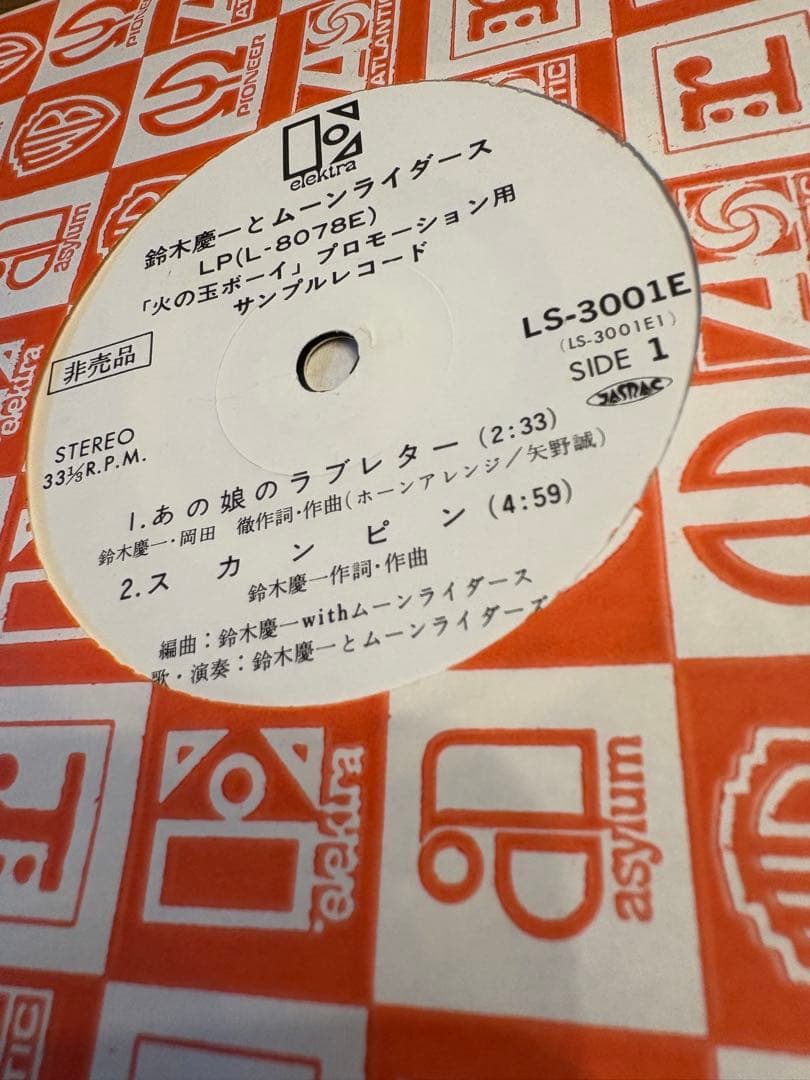 elektra
鈴木慶一とムーンライダース
LP(L-8078E)
「火の玉ボーイ」プロモーション用
サンプルレコード
非売品
LS-3001E
(LS-3001E1)
SIDE 1
JASRAC
STEREO
33⅓R.P.M.
1.あの娘のラブレター(2:33)
鈴木慶一・岡田 徹作詞・作曲(ホーンアレンジ/矢野誠)
2.スカンピン(4:59)
鈴木慶一作詞・作曲
編曲:鈴木慶一withムーンライダース
歌・演奏:鈴木慶一とムーンライダーズ
PIONEER
ATLANTIC
PIONEER
asylum
elektra
elektra
asylum